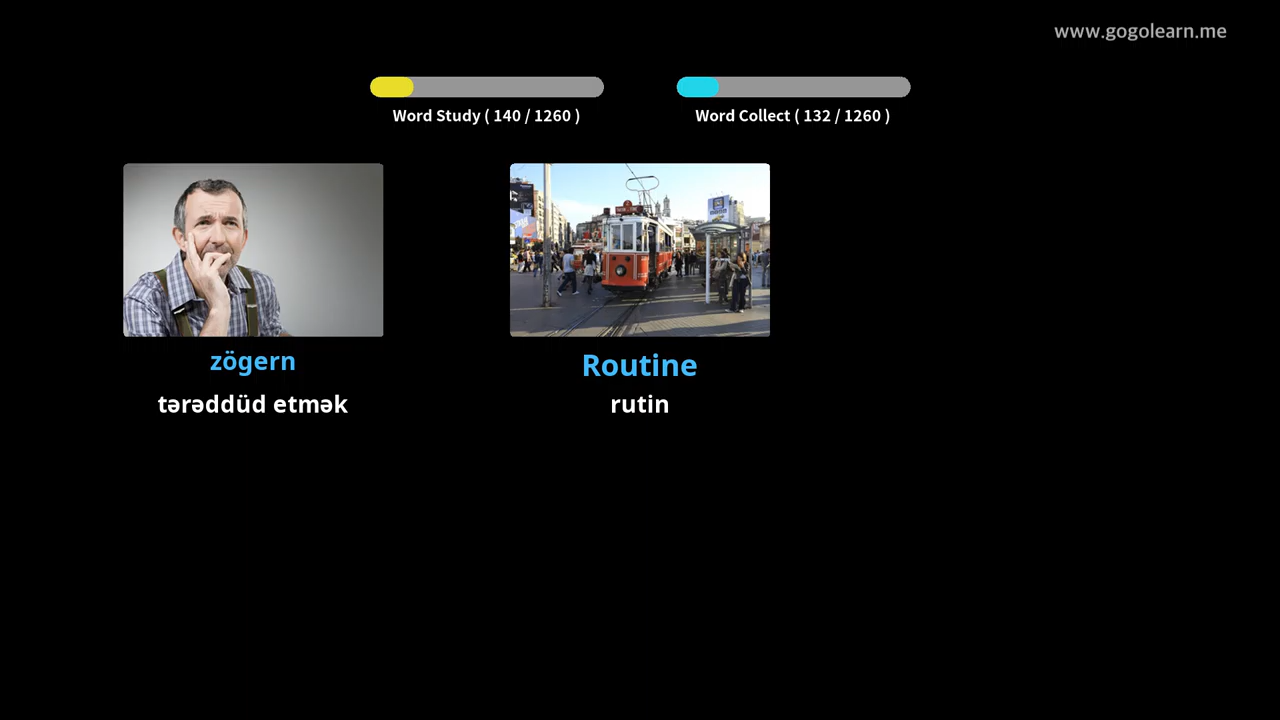 www.gogolearn.me
Word Study ( 140 / 1260 )
Word Collect ( 132 / 1260 )
zögern
tərəddüd etmək
Routine
rutin